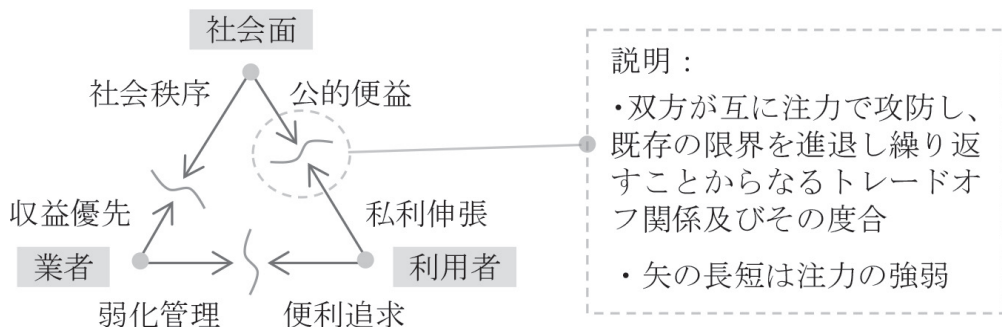 社会面
社会秩序
公的便益
収益優先
私利伸張
業者
利用者
弱化管理
便利追求
説明：
・双方が互に注力で攻防し、
既存の限界を進退し繰り返
すことからなるトレードオ
フ関係及びその度合
・矢の長短は注力の強弱